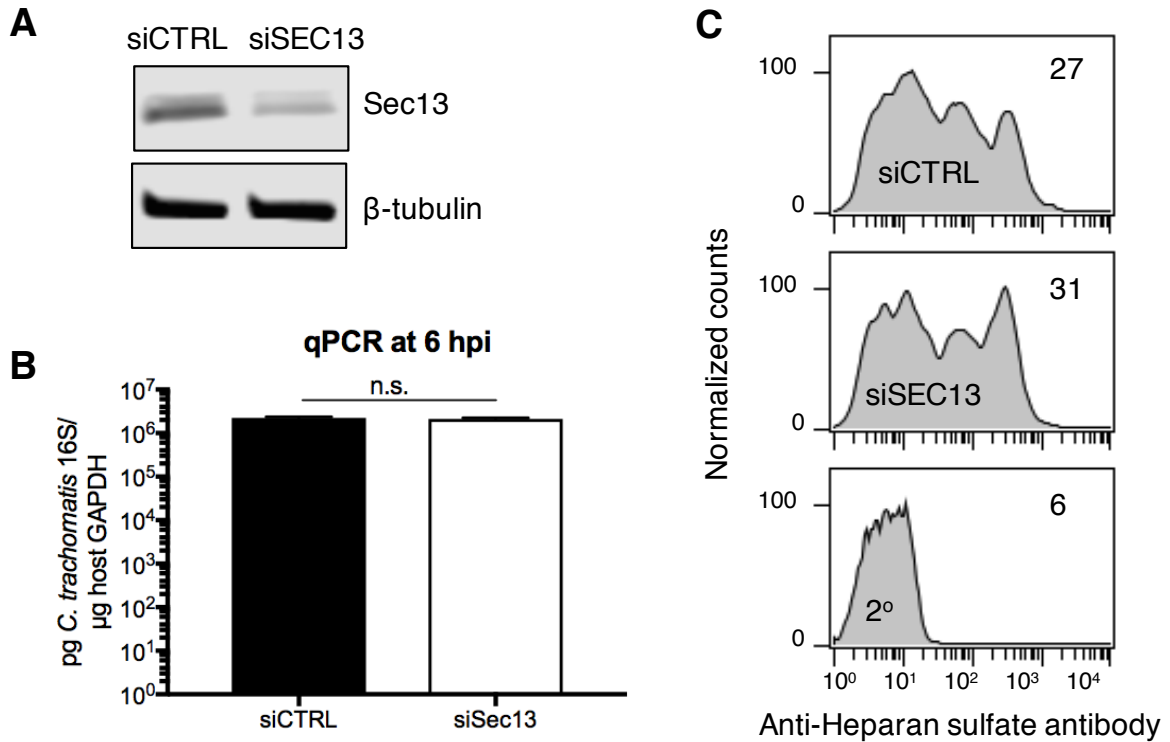 A
siCTRL siSEC13
Sec13
β-tubulin
B
qPCR at 6 hpi
n.s.
pg C. trachomatis 16S/
µg host GAPDH
10⁷
10⁶
10⁵
10⁴
10³
10²
10¹
10⁰
siCTRL siSec13
C
Normalized counts
100
27
siCTRL
0
100
31
siSEC13
0
100
6
2º
0
10⁰ 10¹ 10² 10³ 10⁴
Anti-Heparan sulfate antibody